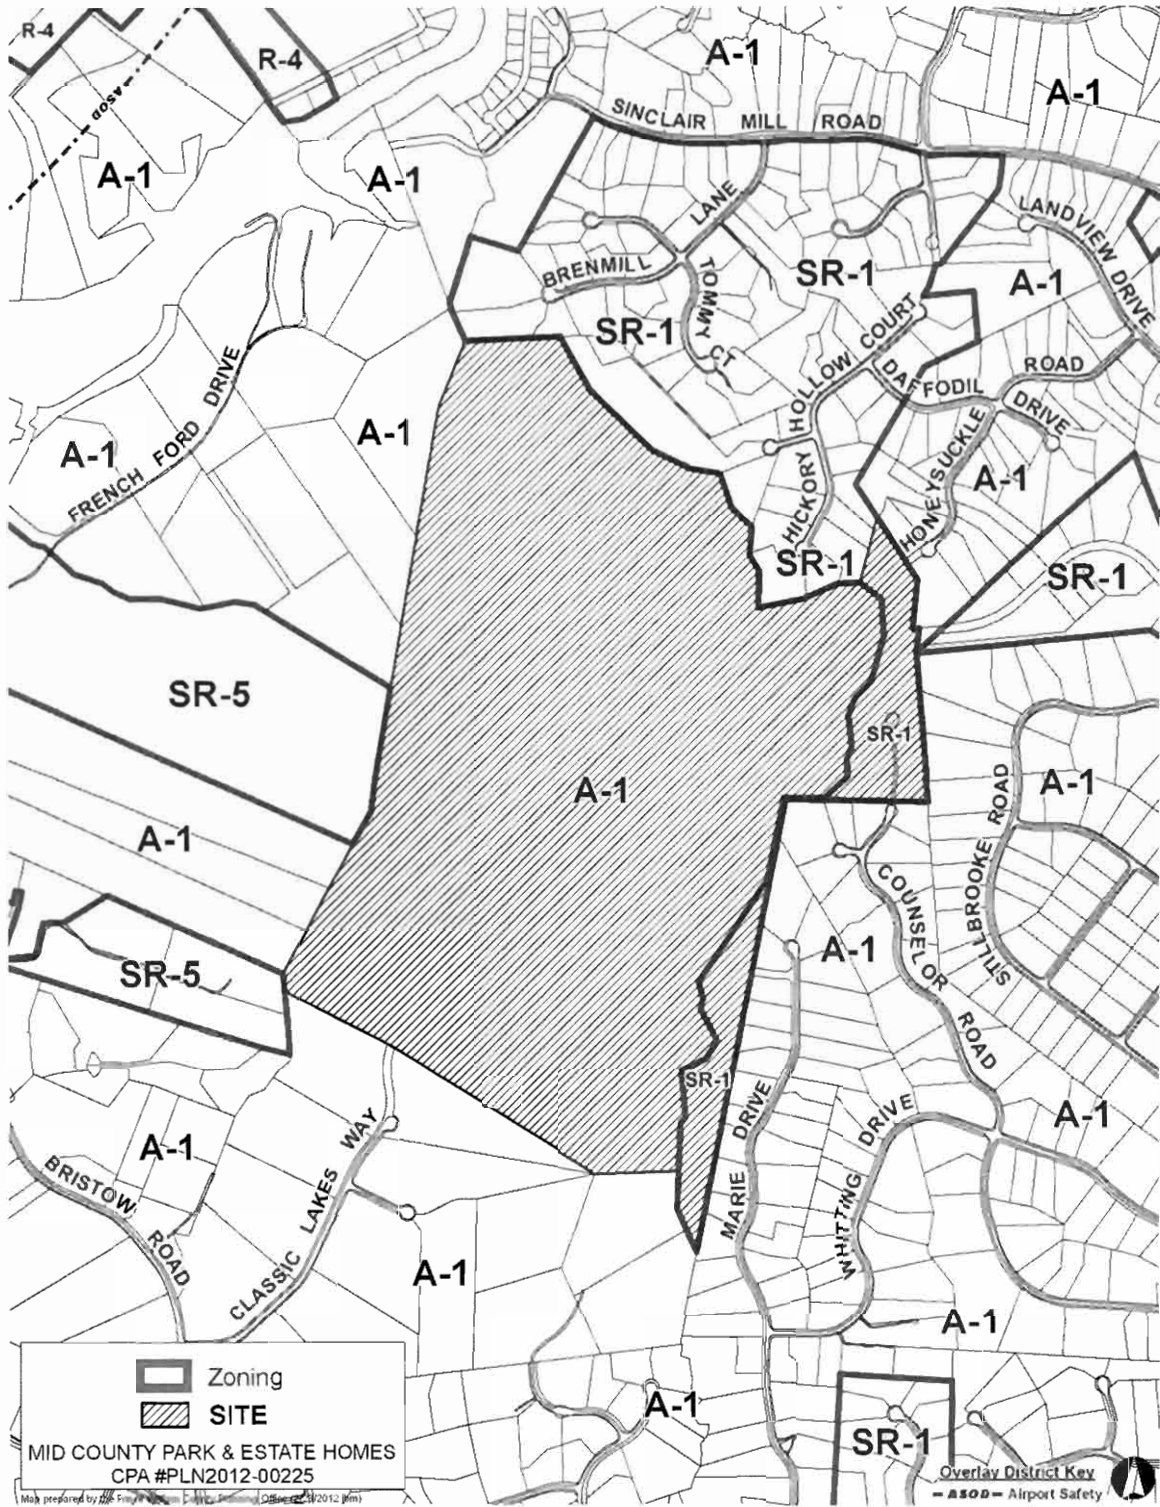 R-4
R-4
A-1
A-1
ASOD
SINCLAIR MILL ROAD
A-1
A-1
LANE
LANDVIEW DRIVE
BRENMILL
TOMMY CT
SR-1
A-1
SR-1
FRENCH FORD DRIVE
HICKORY HOLLOW COURT
DAFFODIL DRIVE
HONEYSUCKLE ROAD
A-1
A-1
A-1
SR-1
SR-1
SR-5
SR-1
A-1
A-1
A-1
STILLBROOKE ROAD
COUNSELOR ROAD
A-1
SR-5
SR-1
MARIE DRIVE
WHITTING DRIVE
A-1
A-1
BRISTOW ROAD
CLASSIC LAKES WAY
A-1
A-1
A-1
SR-1
Zoning
SITE
MID COUNTY PARK & ESTATE HOMES
CPA #PLN2012-00225
Overlay District Key
ASOD Airport Safety
Map prepared by the